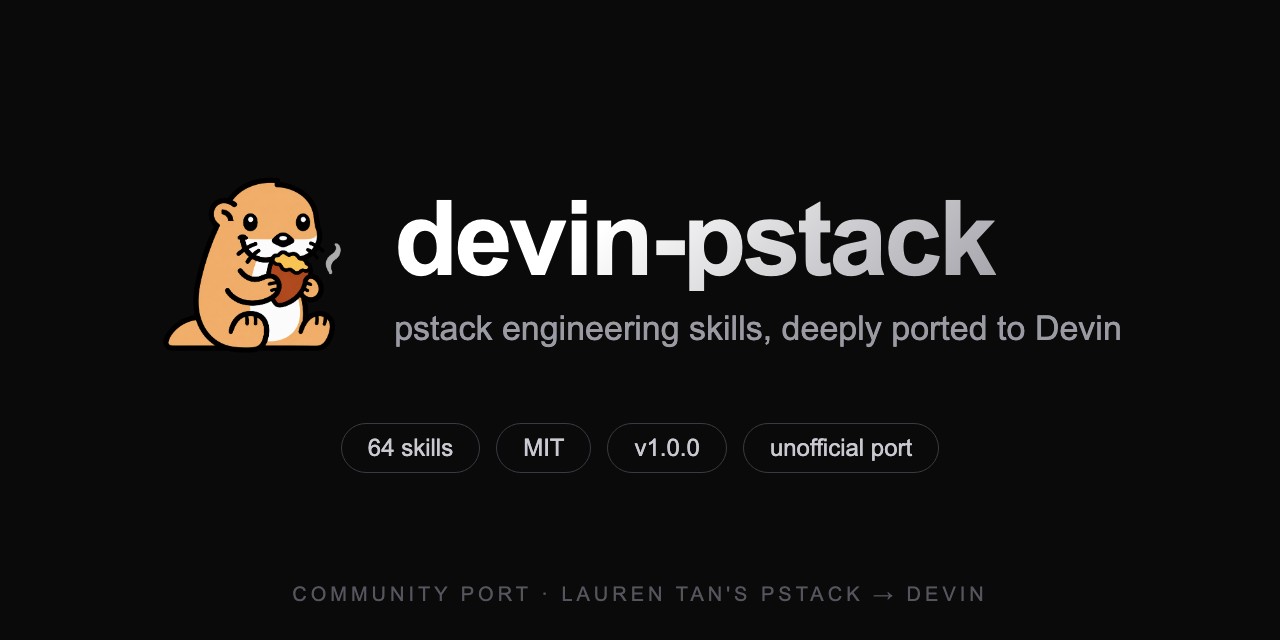 devin-pstack
pstack engineering skills, deeply ported to Devin
64 skills MIT v1.0.0 unofficial port
COMMUNITY PORT · LAUREN TAN'S PSTACK → DEVIN